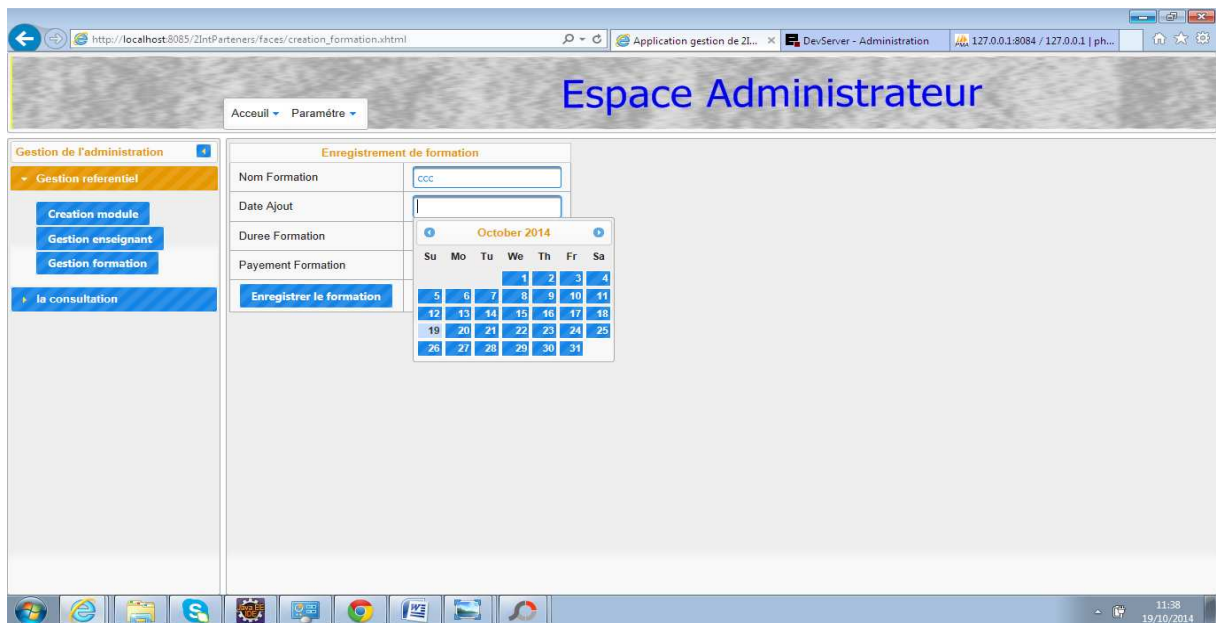 http://localhost:8085/2IntParteners/faces/creation_formation.xhtml
Application gestion de 2I...
DevServer - Administration
127.0.0.1:8084 / 127.0.0.1 | ph...
Espace Administrateur
Acceuil Paramétre
Gestion de l'administration
Gestion referentiel
Creation module
Gestion enseignant
Gestion formation
la consultation
Enregistrement de formation
Nom Formation ccc
Date Ajout
Duree Formation
Payement Formation
Enregistrer le formation
October 2014
Su Mo Tu We Th Fr Sa
1 2 3 4
5 6 7 8 9 10 11
12 13 14 15 16 17 18
19 20 21 22 23 24 25
26 27 28 29 30 31
Java EE
IDE
11:38
19/10/2014